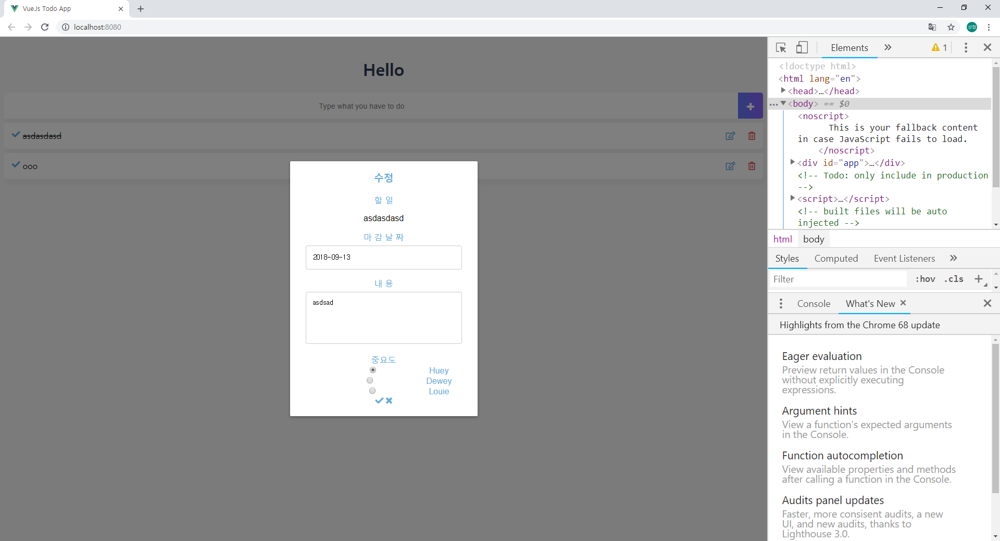 Vue.Js Todo App
localhost:8080
상협
Hello
Type what you have to do
asdasdasd
ooo
수정
할 일
asdasdasd
마 감 날 짜
2018-09-13
내 용
asdsad
중요도
Huey
Dewey
Louie
Elements
1
<!doctype html>
<html lang="en">
<head>…</head>
<body> == $0
<noscript>
This is your fallback content
in case JavaScript fails to load.
</noscript>
<div id="app">…</div>
<!-- Todo: only include in production
-->
<script>…</script>
<!-- built files will be auto
injected -->
html body
Styles Computed Event Listeners
Filter :hov .cls
Console What's New
Highlights from the Chrome 68 update
Eager evaluation
Preview return values in the Console
without explicitly executing
expressions.
Argument hints
View a function's expected arguments
in the Console.
Function autocompletion
View available properties and methods
after calling a function in the Console.
Audits panel updates
Faster, more consisent audits, a new
UI, and new audits, thanks to
Lighthouse 3.0.